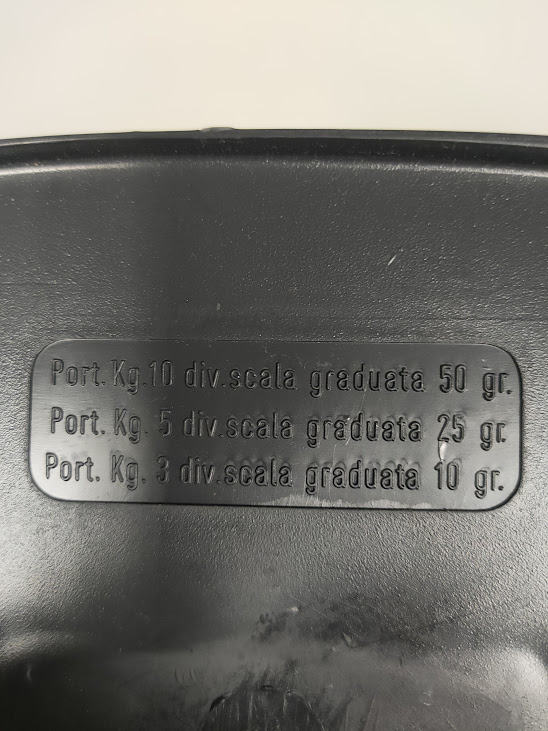 Port. Kg. 10 div. scala graduata 50 gr.
Port. Kg. 5 div. scala graduata 25 gr.
Port. Kg. 3 div. scala graduata 10 gr.